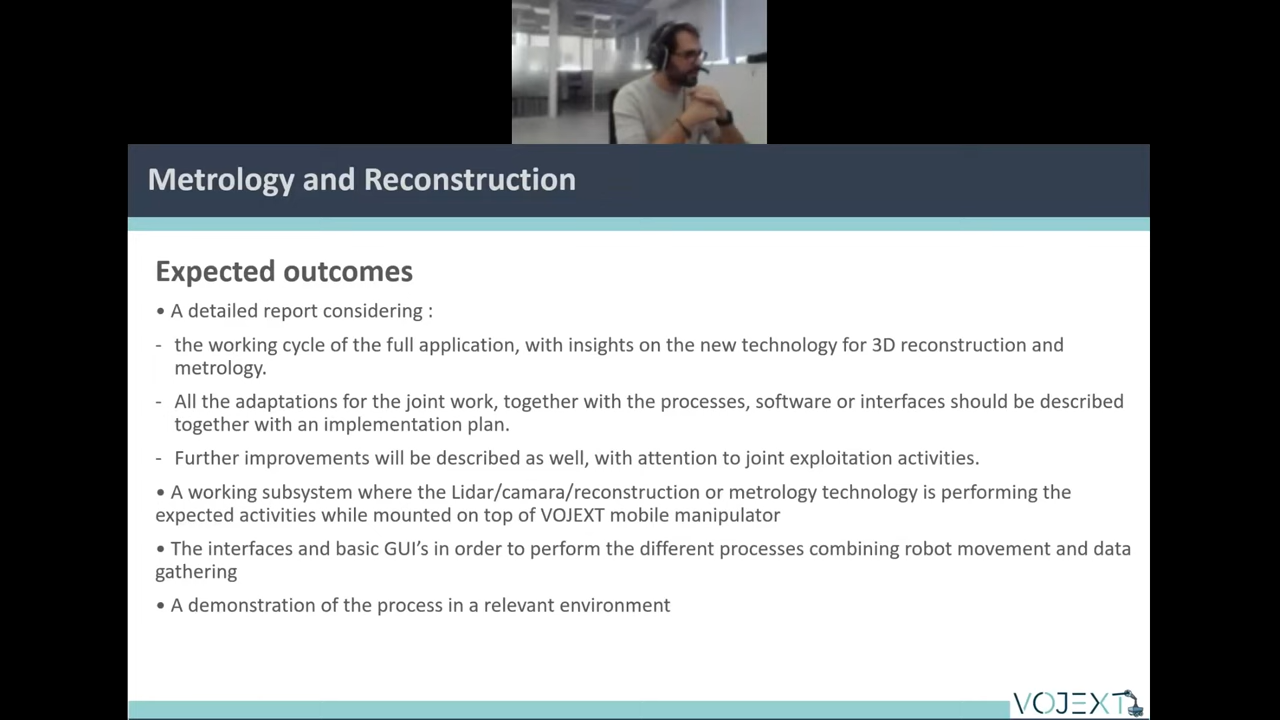 Metrology and Reconstruction
Expected outcomes
• A detailed report considering :
- the working cycle of the full application, with insights on the new technology for 3D reconstruction and
metrology.
- All the adaptations for the joint work, together with the processes, software or interfaces should be described
together with an implementation plan.
- Further improvements will be described as well, with attention to joint exploitation activities.
• A working subsystem where the Lidar/camara/reconstruction or metrology technology is performing the
expected activities while mounted on top of VOJEXT mobile manipulator
• The interfaces and basic GUI’s in order to perform the different processes combining robot movement and data
gathering
• A demonstration of the process in a relevant environment
VOJEXT